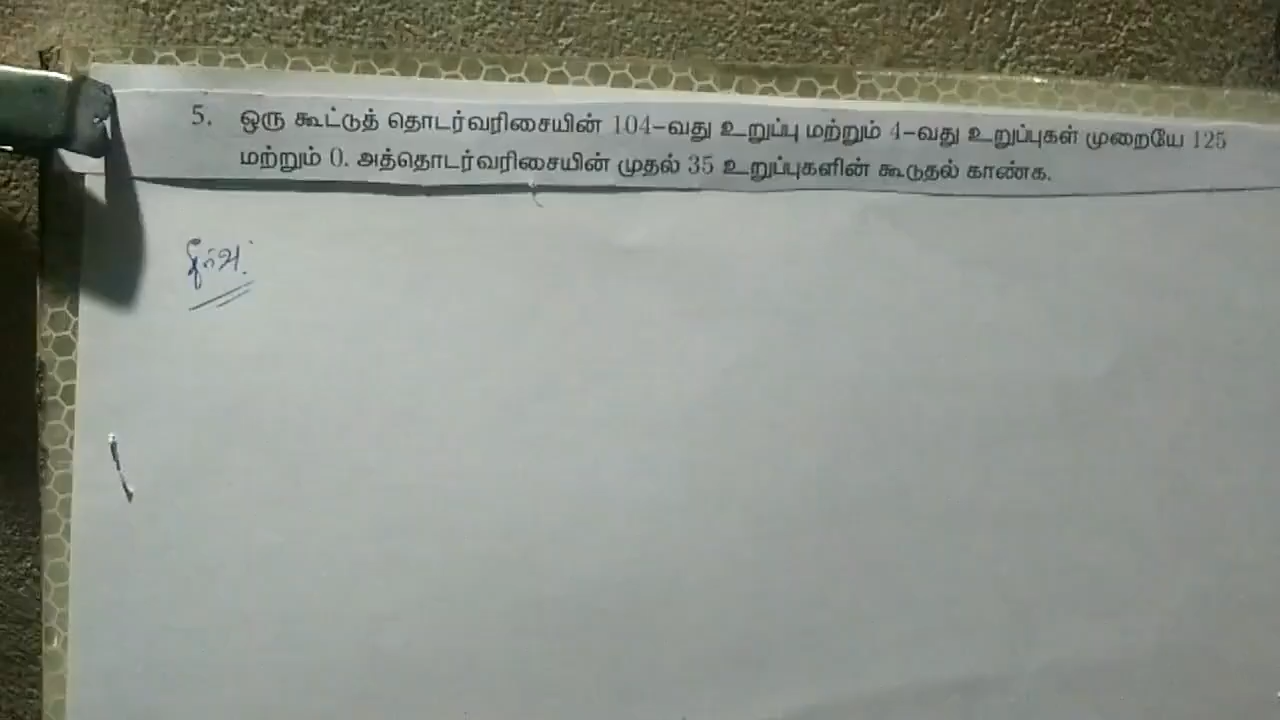 5. ஒரு கூட்டுத் தொடர்வரிசையின் 104-வது உறுப்பு மற்றும் 4-வது உறுப்புகள் முறையே 125
மற்றும் 0. அத்தொடர்வரிசையின் முதல் 35 உறுப்புகளின் கூடுதல் காண்க.
தீர்வு: